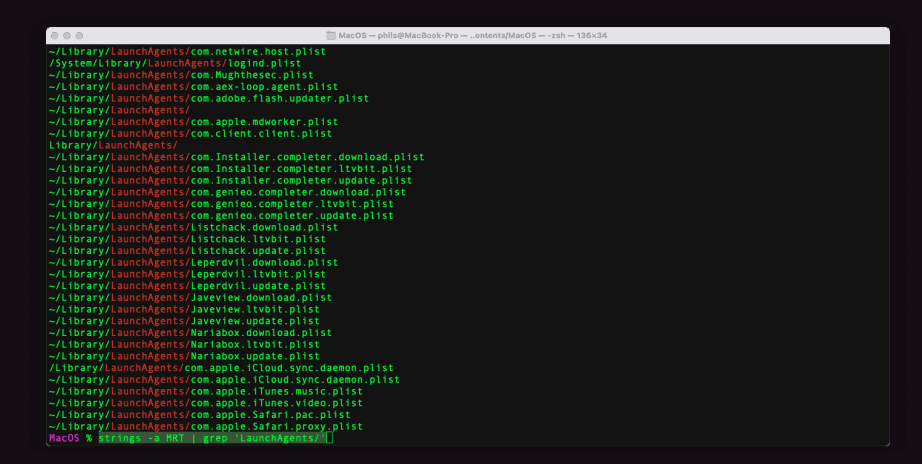 MacOS — phils@MacBook-Pro — ..ontents/MacOS — -zsh — 136×34
~/Library/LaunchAgents/com.netwire.host.plist
/System/Library/LaunchAgents/logind.plist
~/Library/LaunchAgents/com.Mughthesec.plist
~/Library/LaunchAgents/com.aex-loop.agent.plist
~/Library/LaunchAgents/com.adobe.flash.updater.plist
~/Library/LaunchAgents/
~/Library/LaunchAgents/com.apple.mdworker.plist
~/Library/LaunchAgents/com.client.client.plist
Library/LaunchAgents/
~/Library/LaunchAgents/com.Installer.completer.download.plist
~/Library/LaunchAgents/com.Installer.completer.ltvbit.plist
~/Library/LaunchAgents/com.Installer.completer.update.plist
~/Library/LaunchAgents/com.genieo.completer.download.plist
~/Library/LaunchAgents/com.genieo.completer.ltvbit.plist
~/Library/LaunchAgents/com.genieo.completer.update.plist
~/Library/LaunchAgents/Listchack.download.plist
~/Library/LaunchAgents/Listchack.ltvbit.plist
~/Library/LaunchAgents/Listchack.update.plist
~/Library/LaunchAgents/Leperdvil.download.plist
~/Library/LaunchAgents/Leperdvil.ltvbit.plist
~/Library/LaunchAgents/Leperdvil.update.plist
~/Library/LaunchAgents/Javeview.download.plist
~/Library/LaunchAgents/Javeview.ltvbit.plist
~/Library/LaunchAgents/Javeview.update.plist
~/Library/LaunchAgents/Nariabox.download.plist
~/Library/LaunchAgents/Nariabox.ltvbit.plist
~/Library/LaunchAgents/Nariabox.update.plist
/Library/LaunchAgents/com.apple.iCloud.sync.daemon.plist
~/Library/LaunchAgents/com.apple.iCloud.sync.daemon.plist
~/Library/LaunchAgents/com.apple.iTunes.music.plist
~/Library/LaunchAgents/com.apple.iTunes.video.plist
~/Library/LaunchAgents/com.apple.Safari.pac.plist
~/Library/LaunchAgents/com.apple.Safari.proxy.plist
MacOS % strings -a MRT | grep 'LaunchAgents/'